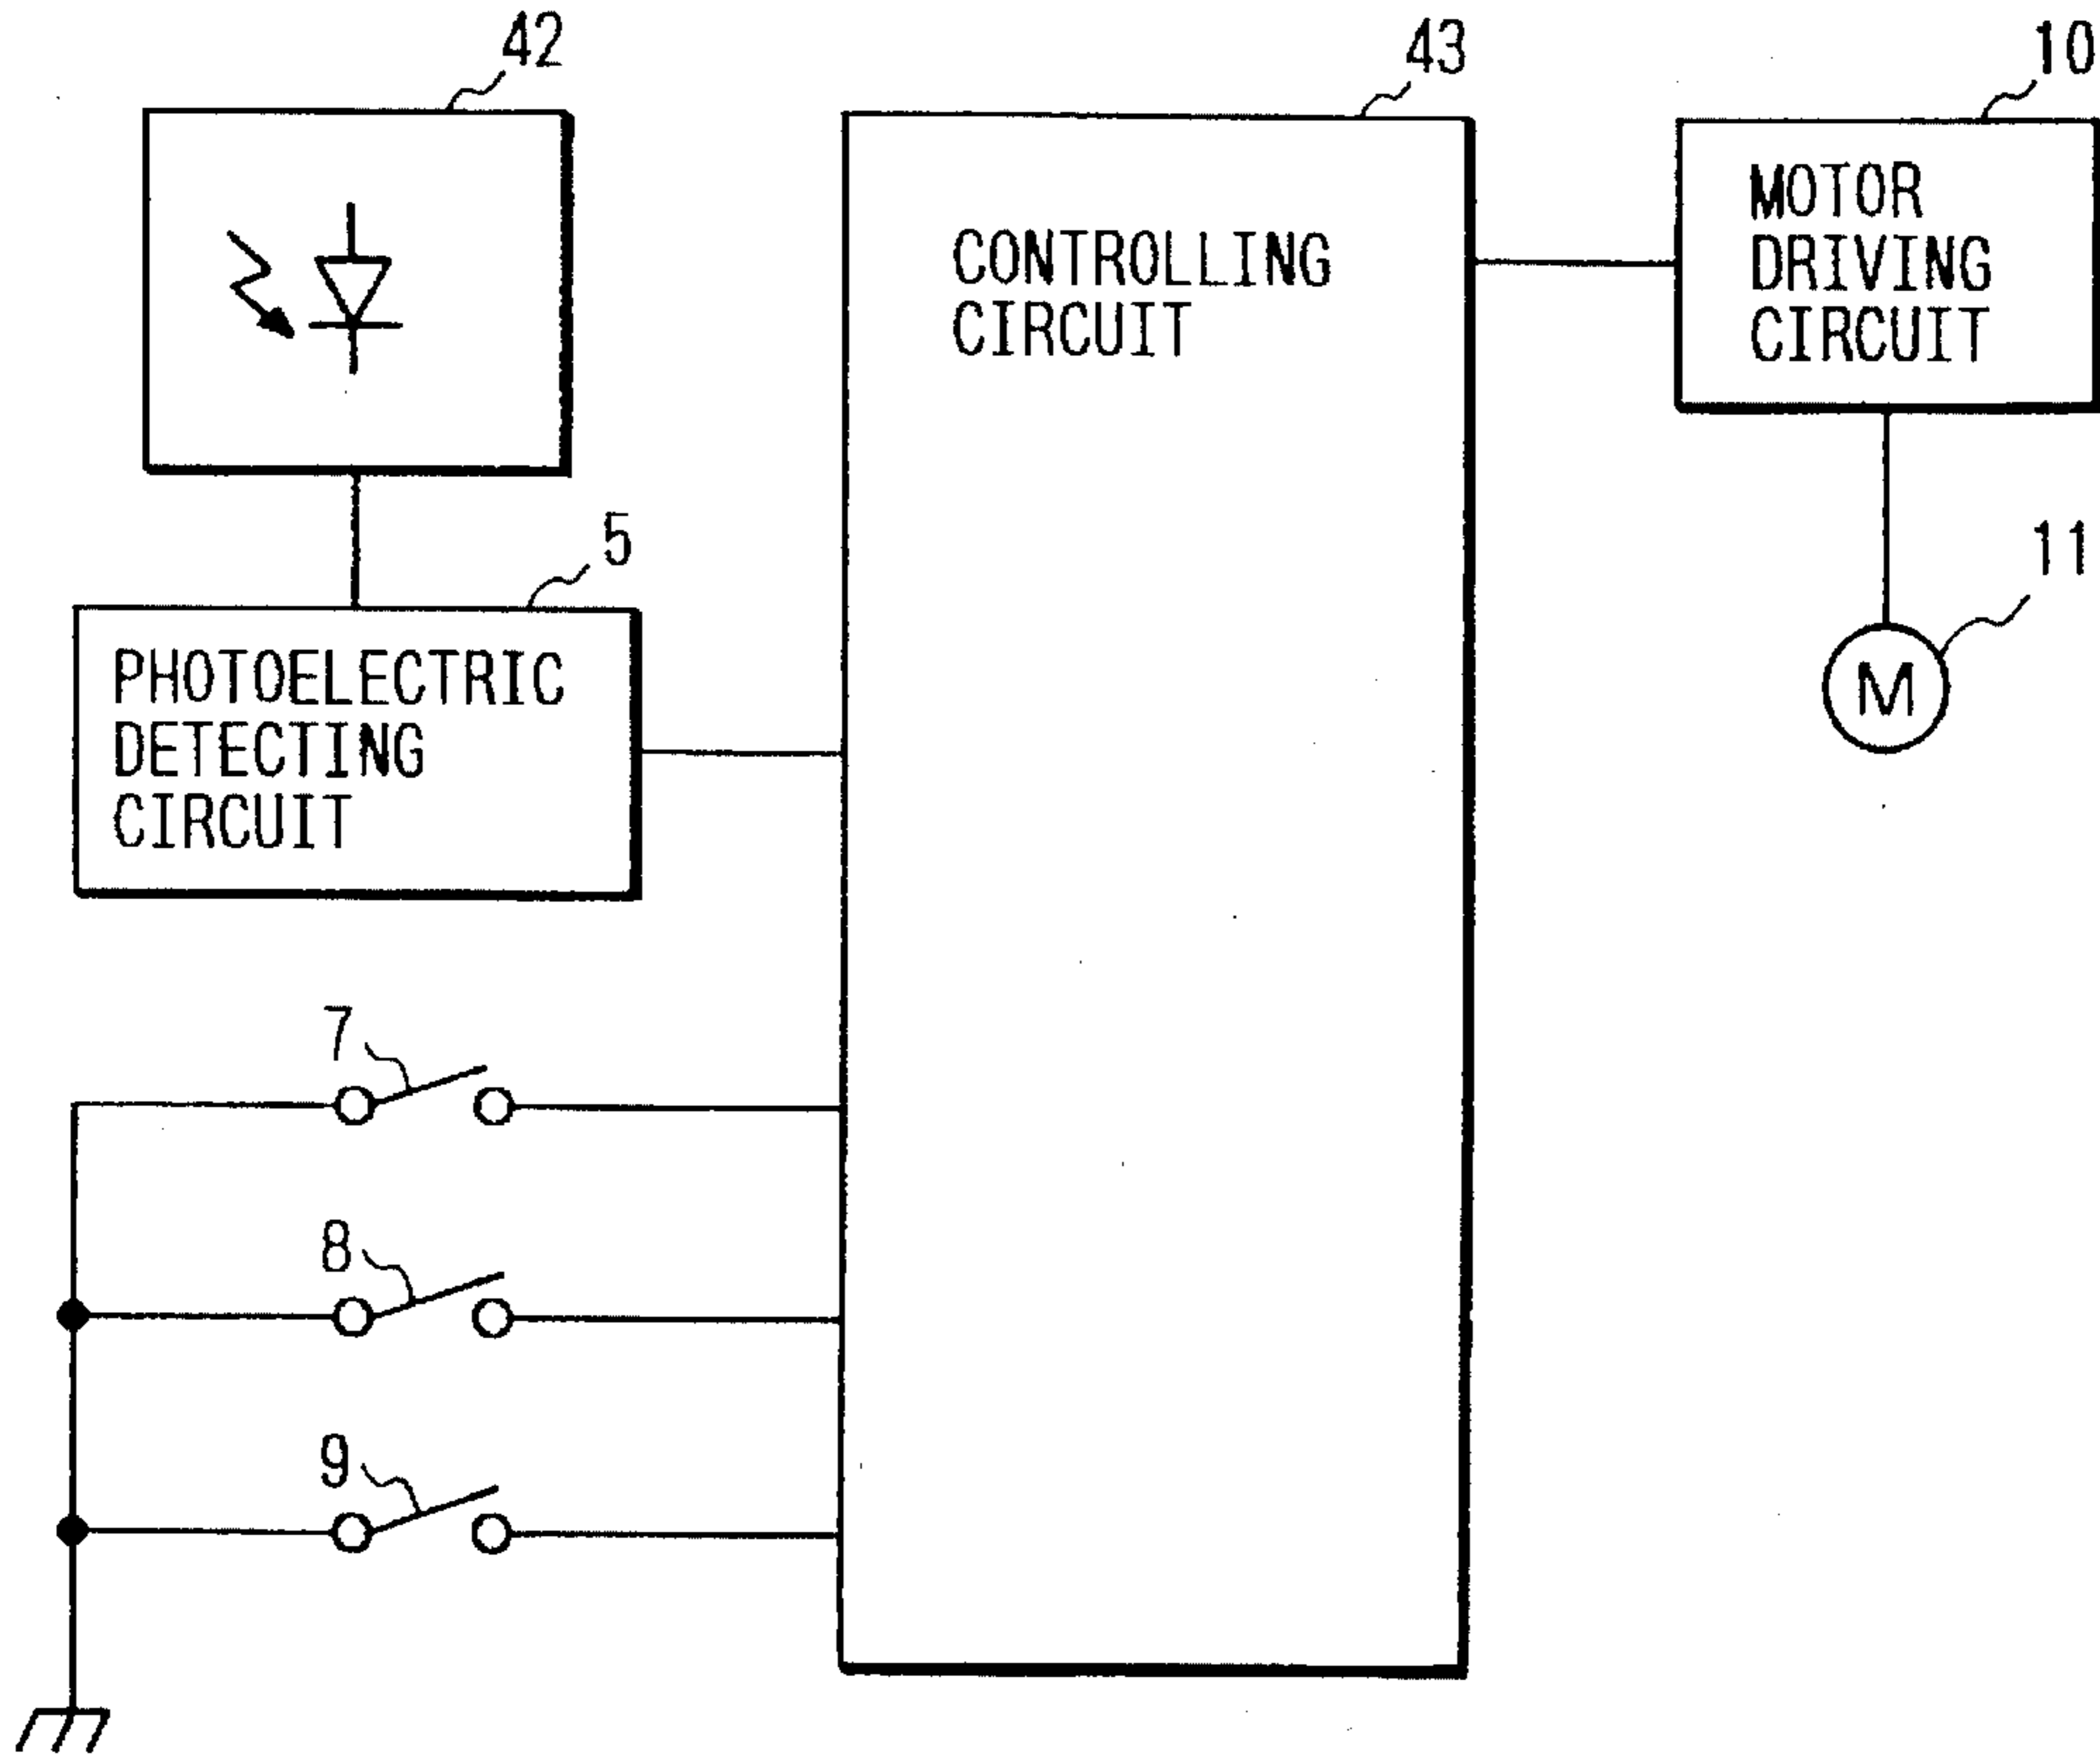 42
43
10
MOTOR
DRIVING
CIRCUIT
CONTROLLING
CIRCUIT
5
11
PHOTOELECTRIC
DETECTING
CIRCUIT
M
7
8
9